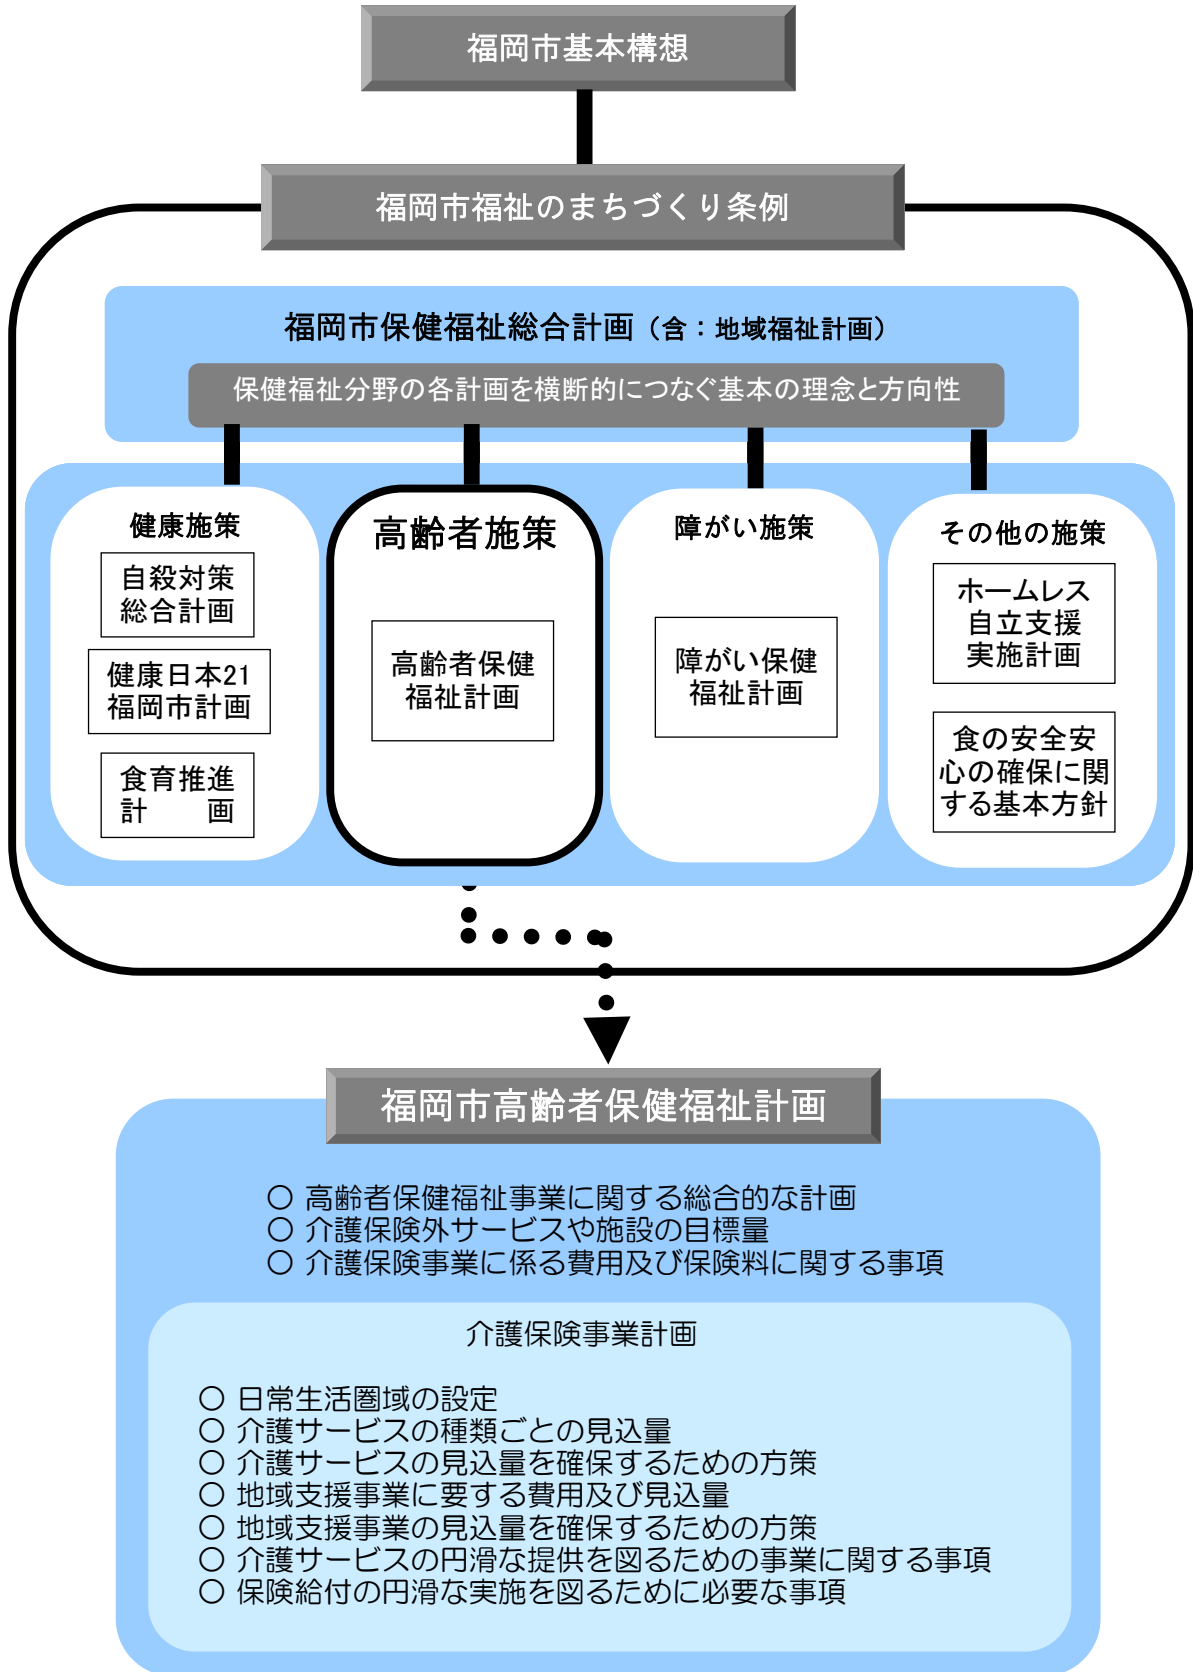 福岡市基本構想
福岡市福祉のまちづくり条例
福岡市保健福祉総合計画（含：地域福祉計画）
保健福祉分野の各計画を横断的につなぐ基本の理念と方向性
健康施策
自殺対策
総合計画
健康日本21
福岡市計画
食育推進
計　　画
高齢者施策
高齢者保健
福祉計画
障がい施策
障がい保健
福祉計画
その他の施策
ホームレス
自立支援
実施計画
食の安全安
心の確保に関
する基本方針
福岡市高齢者保健福祉計画
○ 高齢者保健福祉事業に関する総合的な計画
○ 介護保険外サービスや施設の目標量
○ 介護保険事業に係る費用及び保険料に関する事項
介護保険事業計画
○ 日常生活圏域の設定
○ 介護サービスの種類ごとの見込量
○ 介護サービスの見込量を確保するための方策
○ 地域支援事業に要する費用及び見込量
○ 地域支援事業の見込量を確保するための方策
○ 介護サービスの円滑な提供を図るための事業に関する事項
○ 保険給付の円滑な実施を図るために必要な事項